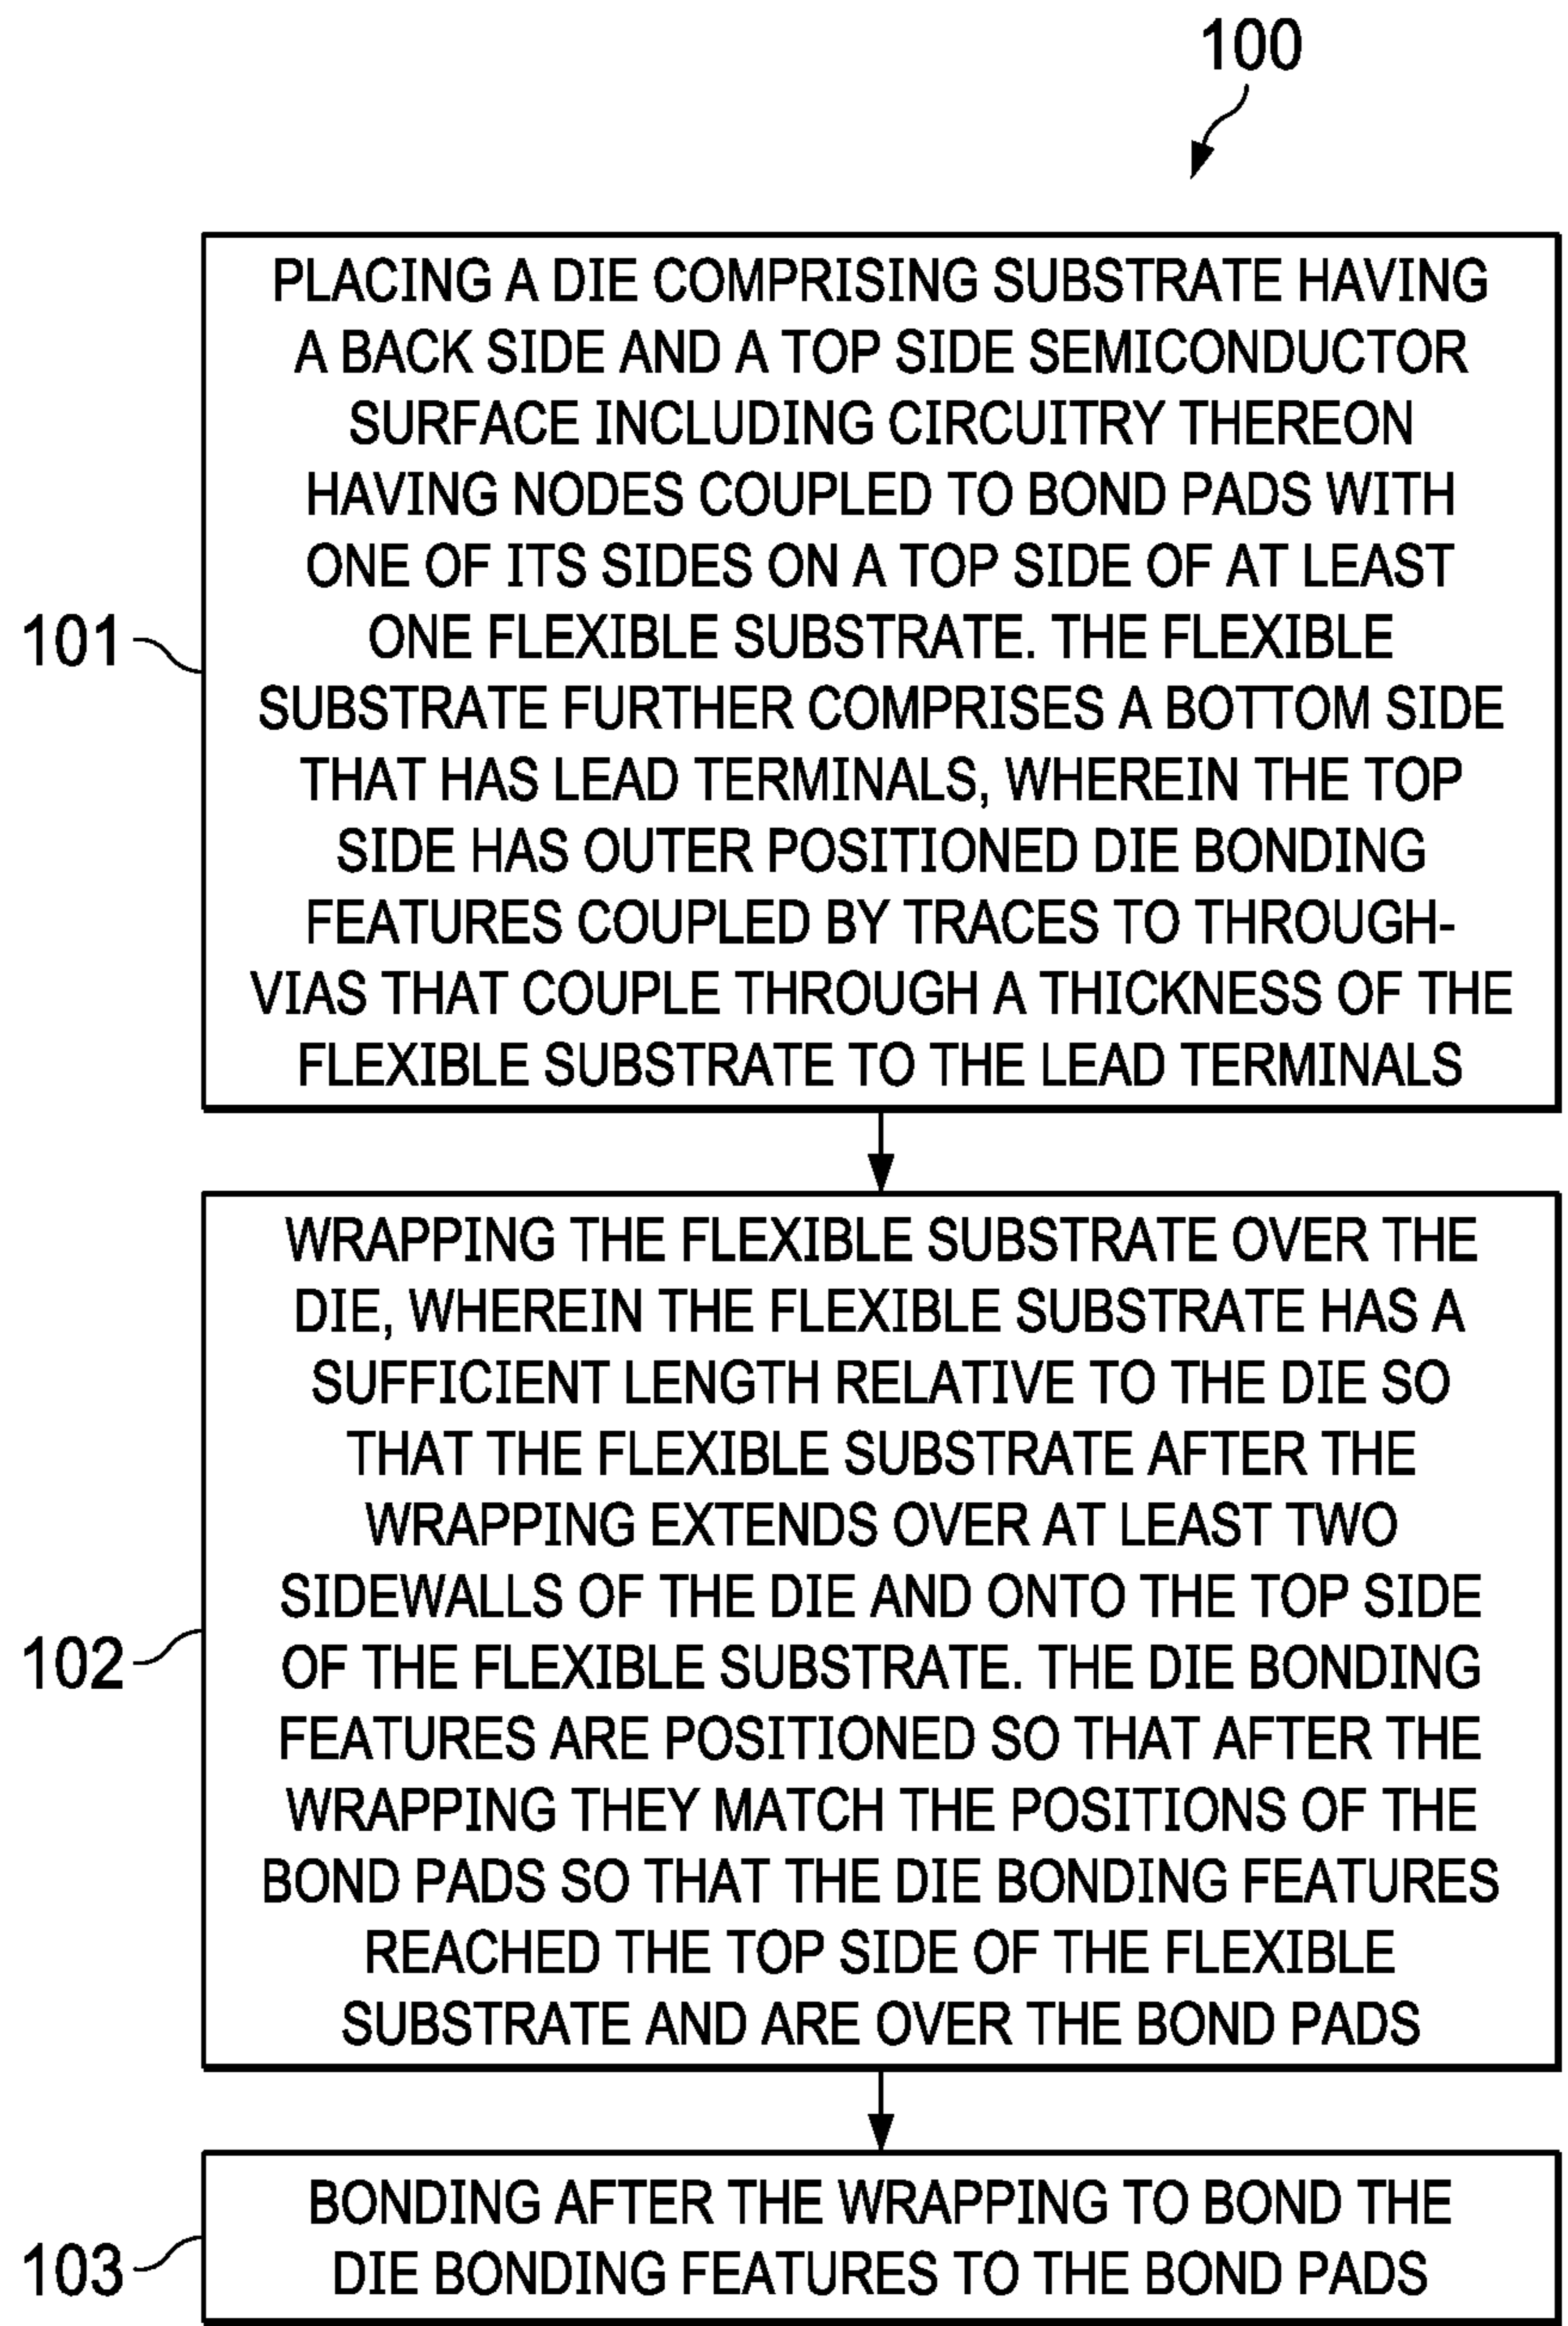 100
PLACING A DIE COMPRISING SUBSTRATE HAVING
A BACK SIDE AND A TOP SIDE SEMICONDUCTOR
SURFACE INCLUDING CIRCUITRY THEREON
HAVING NODES COUPLED TO BOND PADS WITH
ONE OF ITS SIDES ON A TOP SIDE OF AT LEAST
ONE FLEXIBLE SUBSTRATE. THE FLEXIBLE
SUBSTRATE FURTHER COMPRISES A BOTTOM SIDE
THAT HAS LEAD TERMINALS, WHEREIN THE TOP
SIDE HAS OUTER POSITIONED DIE BONDING
FEATURES COUPLED BY TRACES TO THROUGH-
VIAS THAT COUPLE THROUGH A THICKNESS OF THE
FLEXIBLE SUBSTRATE TO THE LEAD TERMINALS
101
WRAPPING THE FLEXIBLE SUBSTRATE OVER THE
DIE, WHEREIN THE FLEXIBLE SUBSTRATE HAS A
SUFFICIENT LENGTH RELATIVE TO THE DIE SO
THAT THE FLEXIBLE SUBSTRATE AFTER THE
WRAPPING EXTENDS OVER AT LEAST TWO
SIDEWALLS OF THE DIE AND ONTO THE TOP SIDE
OF THE FLEXIBLE SUBSTRATE. THE DIE BONDING
FEATURES ARE POSITIONED SO THAT AFTER THE
WRAPPING THEY MATCH THE POSITIONS OF THE
BOND PADS SO THAT THE DIE BONDING FEATURES
REACHED THE TOP SIDE OF THE FLEXIBLE
SUBSTRATE AND ARE OVER THE BOND PADS
102
BONDING AFTER THE WRAPPING TO BOND THE
DIE BONDING FEATURES TO THE BOND PADS
103